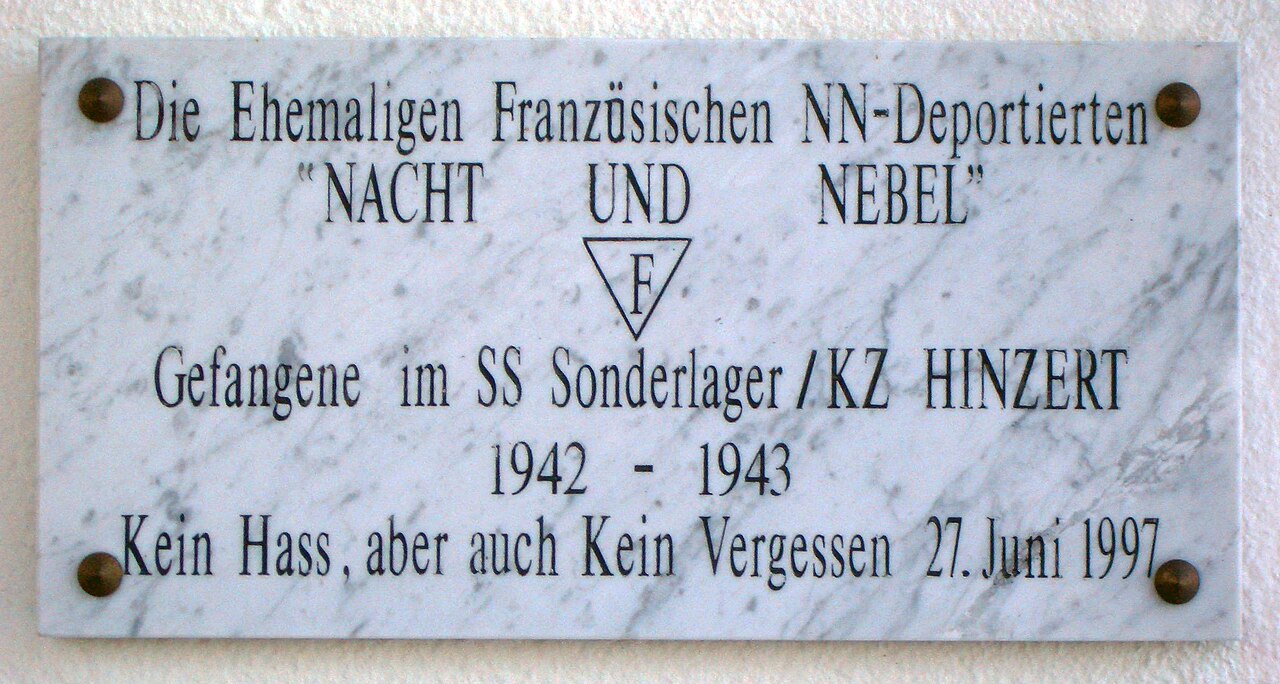 Die Ehemaligen Französischen NN-Deportierten
"NACHT UND NEBEL"
F
Gefangene im SS Sonderlager/KZ HINZERT
1942 - 1943
Kein Hass, aber auch Kein Vergessen 27. Juni 1997